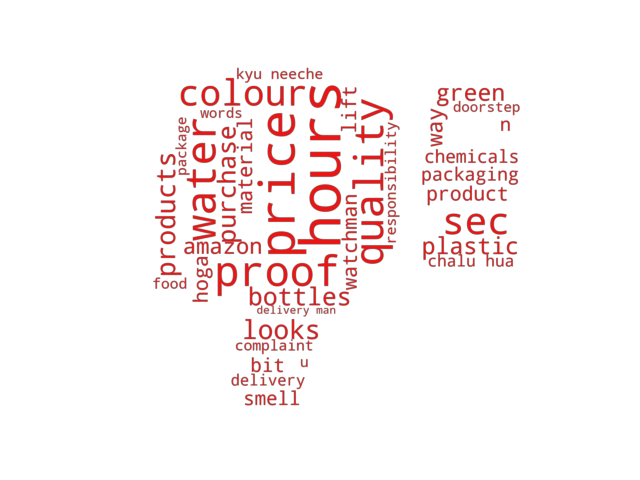 kyu neeche
colours
words
lift
green
doorstep
n
way
package
water
purchase
material
price
hours
quality
responsibility
chemicals
packaging
product
products
sec
amazon
watchman
plastic
chalu hua
hoga
proof
food
bottles
delivery man
looks
complaint
bit
u
delivery
smell